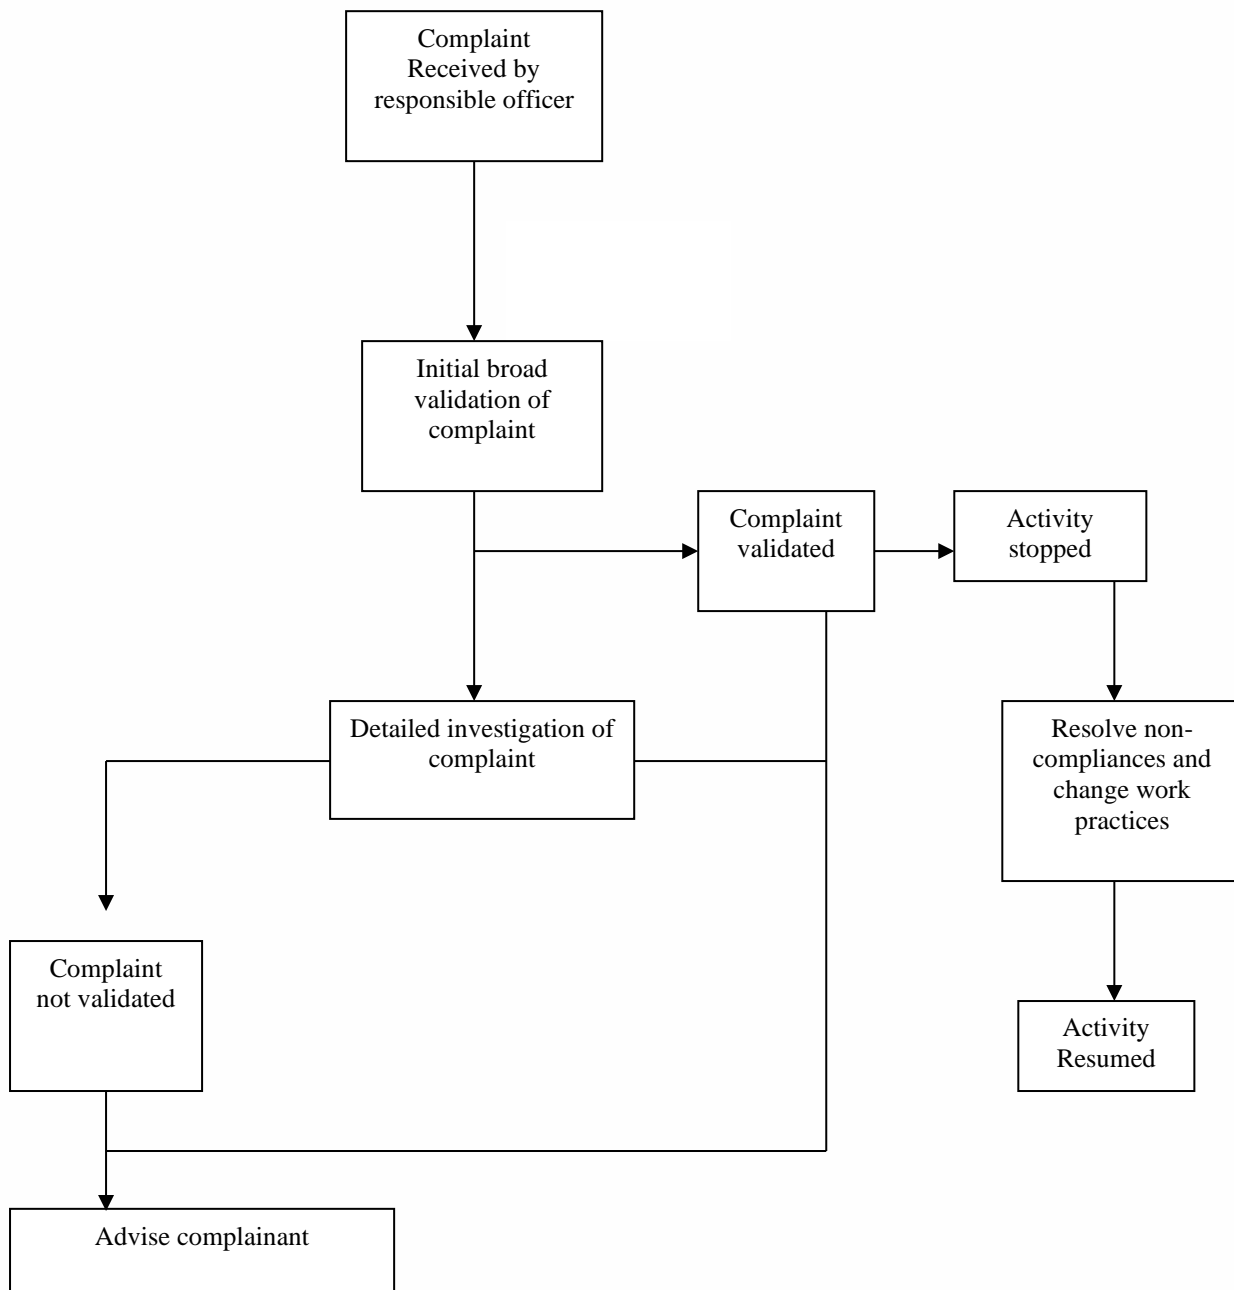 Complaint
Received by
responsible officer
Initial broad
validation of
complaint
Complaint
validated
Activity
stopped
Detailed investigation of
complaint
Resolve non-
compliances and
change work
practices
Complaint
not validated
Activity
Resumed
Advise complainant